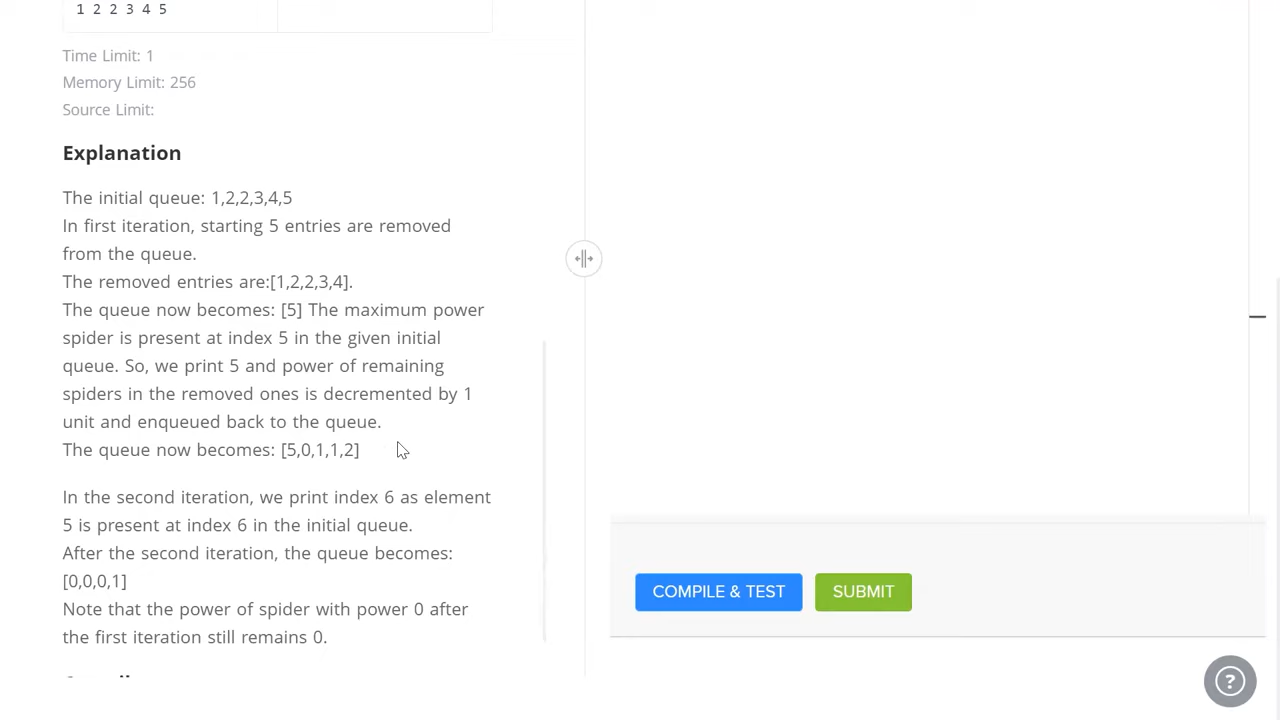 1 2 2 3 4 5
Time Limit: 1
Memory Limit: 256
Source Limit:
Explanation
The initial queue: 1,2,2,3,4,5
In first iteration, starting 5 entries are removed
from the queue.
The removed entries are:[1,2,2,3,4].
The queue now becomes: [5] The maximum power
spider is present at index 5 in the given initial
queue. So, we print 5 and power of remaining
spiders in the removed ones is decremented by 1
unit and enqueued back to the queue.
The queue now becomes: [5,0,1,1,2]
In the second iteration, we print index 6 as element
5 is present at index 6 in the initial queue.
After the second iteration, the queue becomes:
[0,0,0,1]
Note that the power of spider with power 0 after
the first iteration still remains 0.
COMPILE & TEST
SUBMIT
?